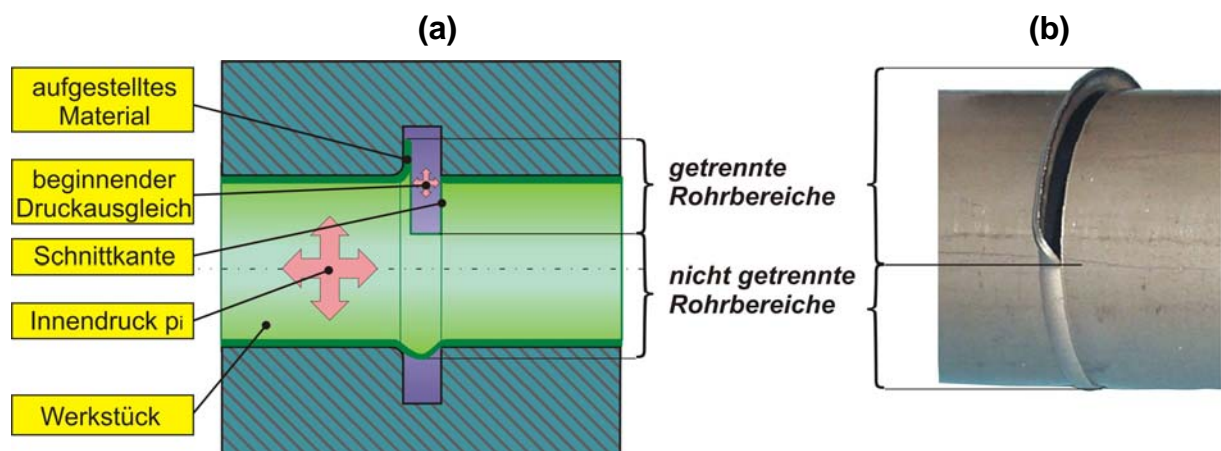 (a)
(b)
aufgestelltes
Material
beginnender
Druckausgleich
Schnittkante
Innendruck pi
Werkstück
getrennte
Rohrbereiche
nicht getrennte
Rohrbereiche